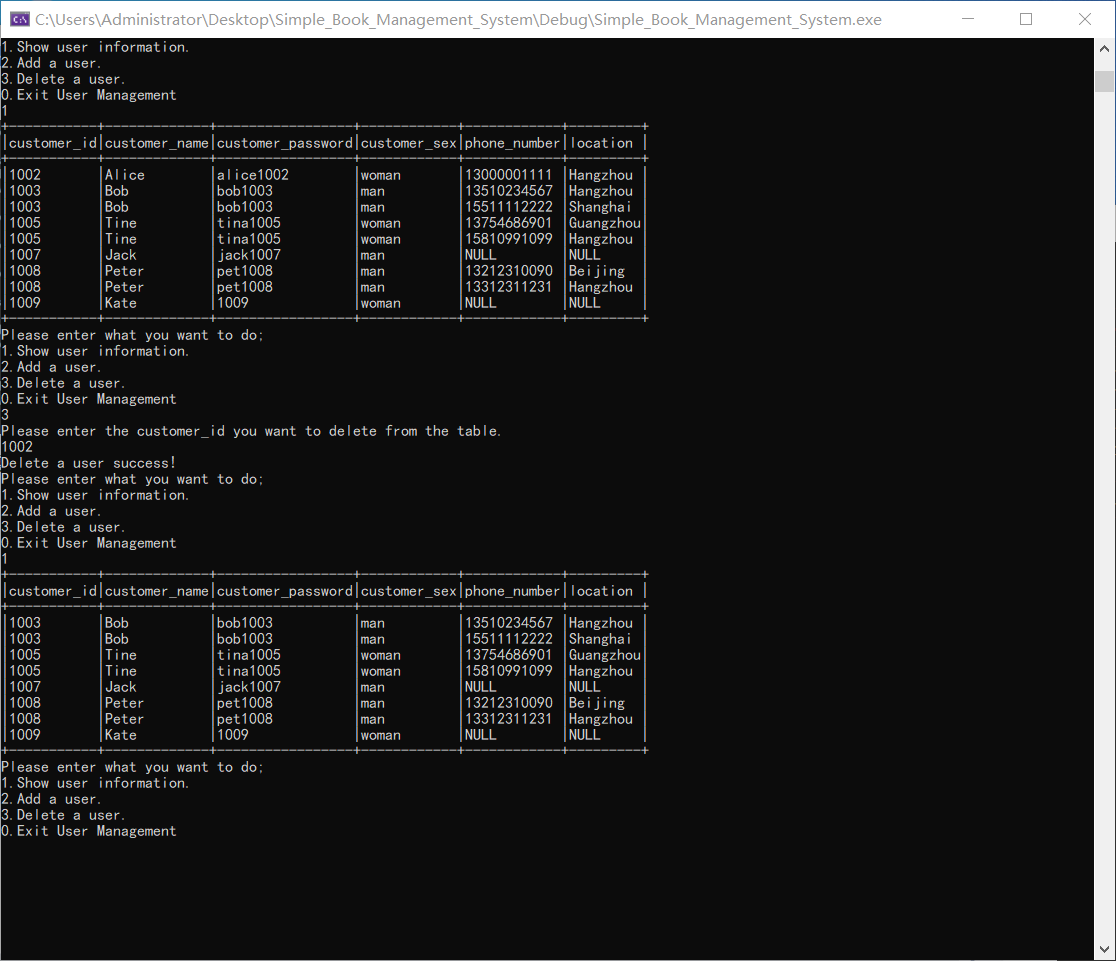 C:\Users\Administrator\Desktop\Simple_Book_Management_System\Debug\Simple_Book_Management_System.exe
1.Show user information.
2.Add a user.
3.Delete a user.
0.Exit User Management
1
+-----------+-------------+-----------------+------------+------------+---------+
|customer_id|customer_name|customer_password|customer_sex|phone_number|location |
+-----------+-------------+-----------------+------------+------------+---------+
|1002       |Alice        |alice1002        |woman       |13000001111 |Hangzhou |
|1003       |Bob          |bob1003          |man         |13510234567 |Hangzhou |
|1003       |Bob          |bob1003          |man         |15511112222 |Shanghai |
|1005       |Tine         |tina1005         |woman       |13754686901 |Guangzhou|
|1005       |Tine         |tina1005         |woman       |15810991099 |Hangzhou |
|1007       |Jack         |jack1007         |man         |NULL        |NULL     |
|1008       |Peter        |pet1008          |man         |13212310090 |Beijing  |
|1008       |Peter        |pet1008          |man         |13312311231 |Hangzhou |
|1009       |Kate         |1009             |woman       |NULL        |NULL     |
+-----------+-------------+-----------------+------------+------------+---------+
Please enter what you want to do;
1.Show user information.
2.Add a user.
3.Delete a user.
0.Exit User Management
3
Please enter the customer_id you want to delete from the table.
1002
Delete a user success!
Please enter what you want to do;
1.Show user information.
2.Add a user.
3.Delete a user.
0.Exit User Management
1
+-----------+-------------+-----------------+------------+------------+---------+
|customer_id|customer_name|customer_password|customer_sex|phone_number|location |
+-----------+-------------+-----------------+------------+------------+---------+
|1003       |Bob          |bob1003          |man         |13510234567 |Hangzhou |
|1003       |Bob          |bob1003          |man         |15511112222 |Shanghai |
|1005       |Tine         |tina1005         |woman       |13754686901 |Guangzhou|
|1005       |Tine         |tina1005         |woman       |15810991099 |Hangzhou |
|1007       |Jack         |jack1007         |man         |NULL        |NULL     |
|1008       |Peter        |pet1008          |man         |13212310090 |Beijing  |
|1008       |Peter        |pet1008          |man         |13312311231 |Hangzhou |
|1009       |Kate         |1009             |woman       |NULL        |NULL     |
+-----------+-------------+-----------------+------------+------------+---------+
Please enter what you want to do;
1.Show user information.
2.Add a user.
3.Delete a user.
0.Exit User Management